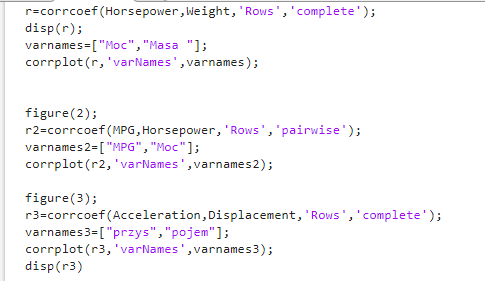 r=corrcoef(Horsepower,Weight,'Rows','complete');
disp(r);
varnames=["Moc","Masa "];
corrplot(r,'varNames',varnames);
figure(2);
r2=corrcoef(MPG,Horsepower,'Rows','pairwise');
varnames2=["MPG","Moc"];
corrplot(r2,'varNames',varnames2);
figure(3);
r3=corrcoef(Acceleration,Displacement,'Rows','complete');
varnames3=["przys","pojem"];
corrplot(r3,'varNames',varnames3);
disp(r3)